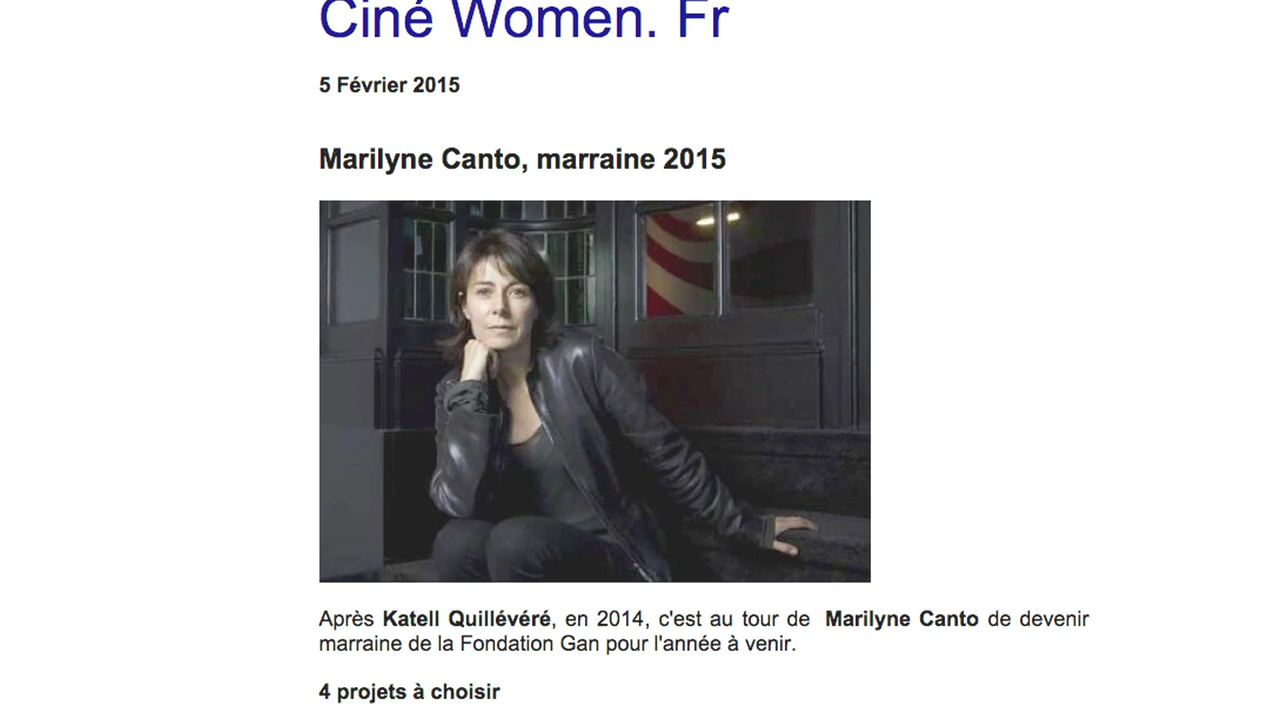 Ciné Women. Fr
5 Février 2015
Marilyne Canto, marraine 2015
Après Katell Quillévéré, en 2014, c'est au tour de Marilyne Canto de devenir
marraine de la Fondation Gan pour l'année à venir.
4 projets à choisir